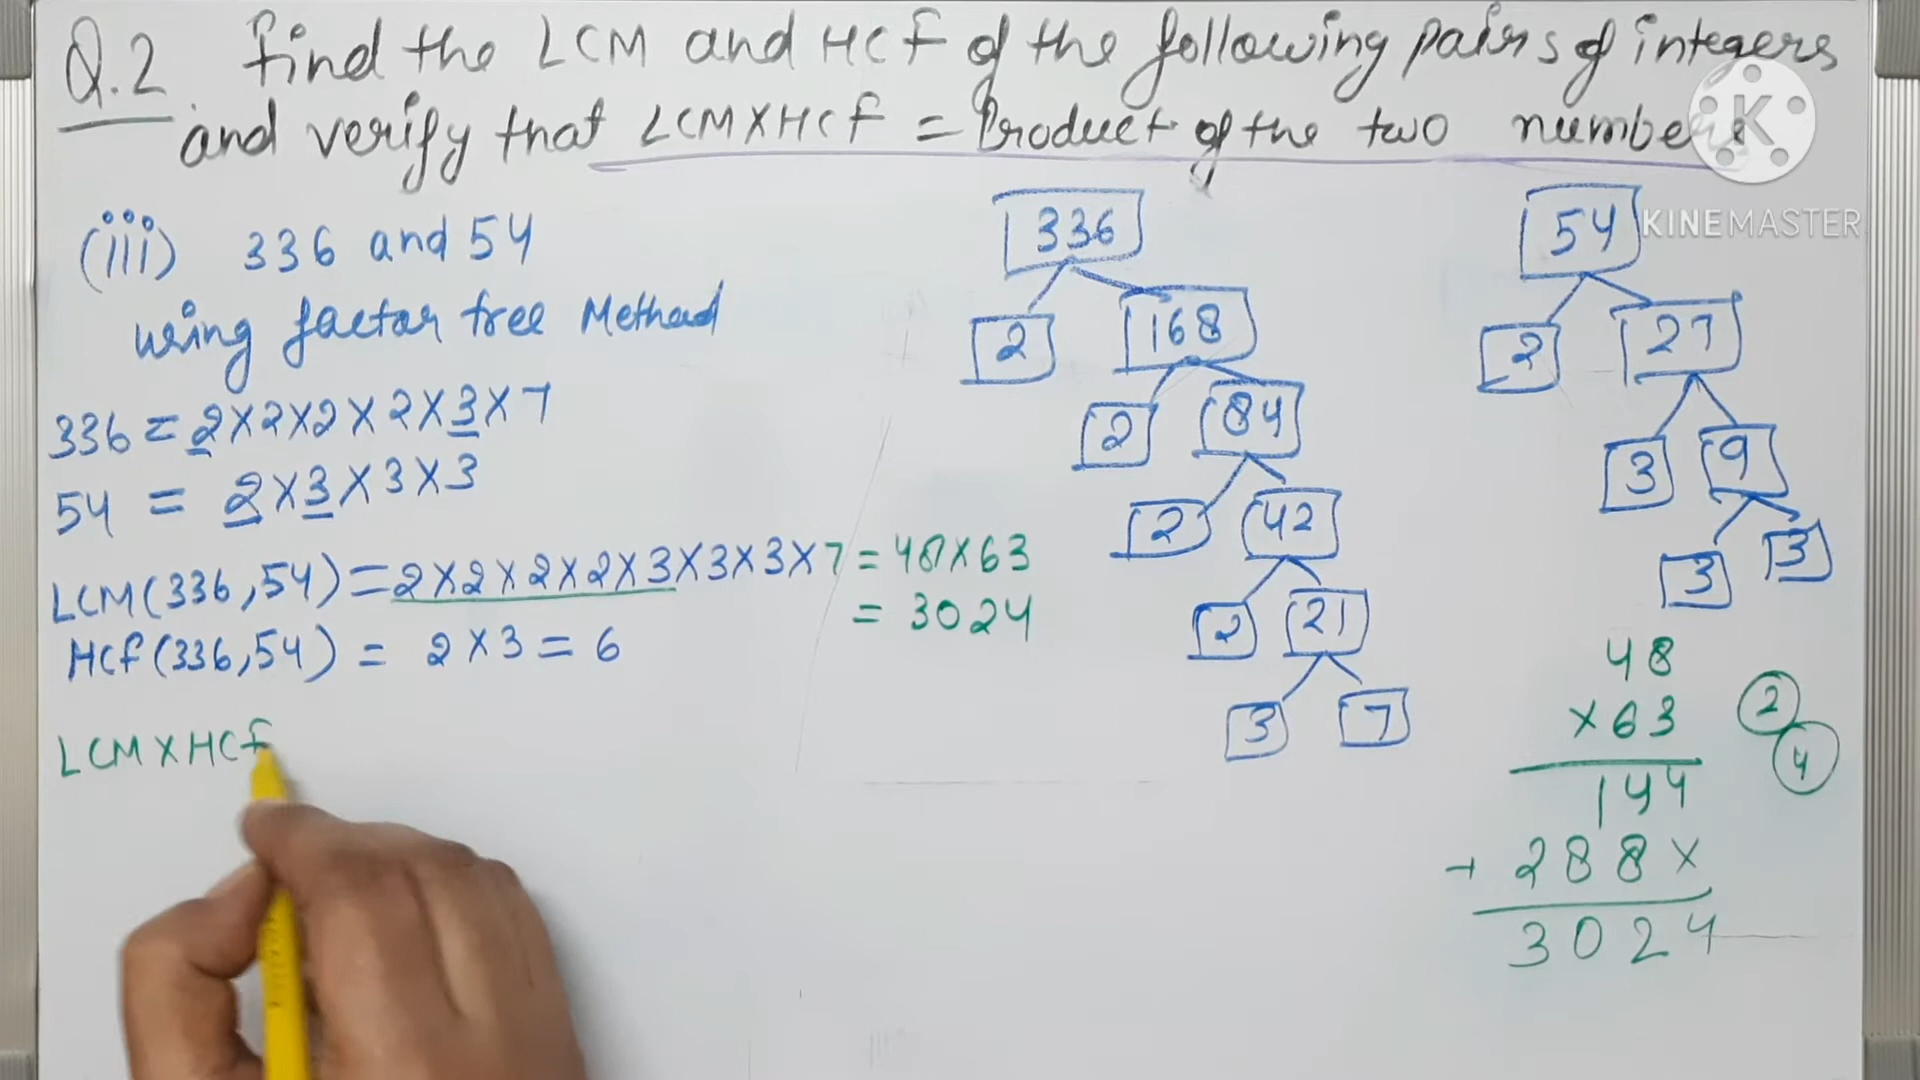 Q.2 find the LCM and HCF of the following pairs of integers
and verify that LCM X HCF = Product of the two numbers
K
KINEMASTER
(iii) 336 and 54
using factor tree Method
336 = 2 X 2 X 2 X 2 X 3 X 7
54 = 2 X 3 X 3 X 3
LCM (336, 54) = 2 X 2 X 2 X 2 X 3 X 3 X 3 X 7 = 48 X 63
= 3024
HCF (336, 54) = 2 X 3 = 6
LCM X HCF
336
2 168
2 84
2 42
2 21
3 7
54
2 27
3 9
3 3
48
X 63
144
+ 288 X
3024
2
4